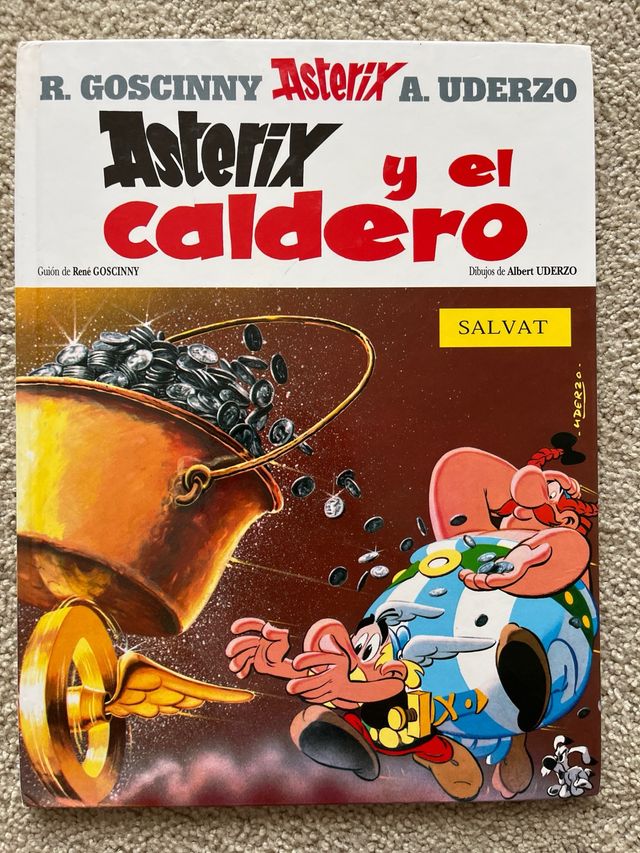 R. GOSCINNY Asterix A. UDERZO
Asterix
y el
caldero
Guión de René GOSCINNY
Dibujos de Albert UDERZO
SALVAT
UDERZO